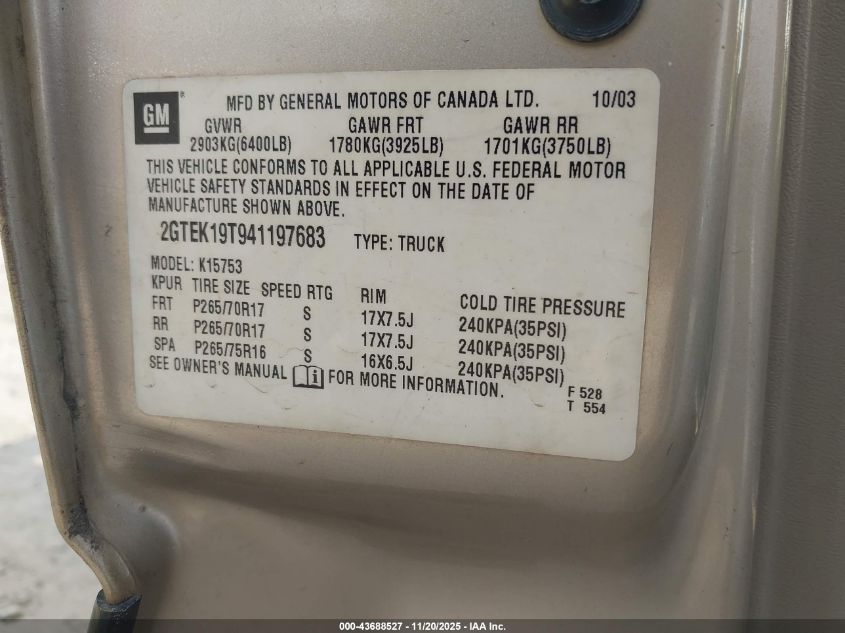 GM ® MFD BY GENERAL MOTORS OF CANADA LTD. 10/03
GVWR GAWR FRT GAWR RR
2903KG(6400LB) 1780KG(3925LB) 1701KG(3750LB)
THIS VEHICLE CONFORMS TO ALL APPLICABLE U.S. FEDERAL MOTOR
VEHICLE SAFETY STANDARDS IN EFFECT ON THE DATE OF
MANUFACTURE SHOWN ABOVE.
2GTEK19T941197683 TYPE: TRUCK
MODEL: K15753
KPUR TIRE SIZE SPEED RTG RIM COLD TIRE PRESSURE
FRT P265/70R17 S 17X7.5J 240KPA(35PSI)
RR P265/70R17 S 17X7.5J 240KPA(35PSI)
SPA P265/75R16 S 16X6.5J 240KPA(35PSI)
SEE OWNER'S MANUAL i FOR MORE INFORMATION.
F 528
T 554
000-43688527 - 11/20/2025 - IAA Inc.